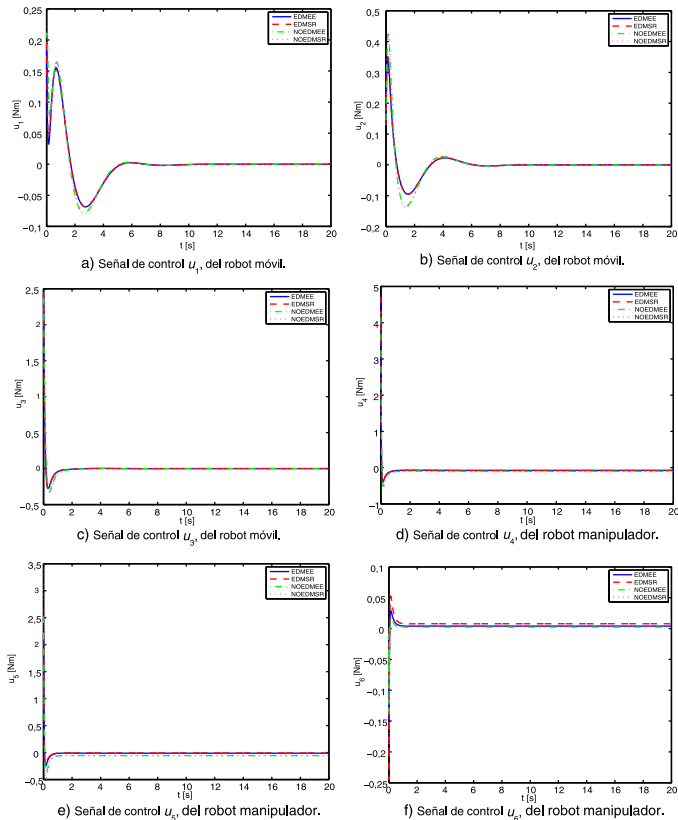 0,25
0,2
0,15
0,1
0,05
0
−0,05
−0,1
u1 [Nm]
0 2 4 6 8 10 12 14 16 18 20
t [s]
EDMEE
EDMSR
NOEDMEE
NOEDMSR
a) Señal de control u1, del robot móvil.
0,5
0,4
0,3
0,2
0,1
0
−0,1
−0,2
u2 [Nm]
0 2 4 6 8 10 12 14 16 18 20
t [s]
EDMEE
EDMSR
NOEDMEE
NOEDMSR
b) Señal de control u2, del robot móvil.
2,5
2
1,5
1
0,5
0
−0,5
u3 [Nm]
0 2 4 6 8 10 12 14 16 18 20
t [s]
EDMEE
EDMSR
NOEDMEE
NOEDMSR
c) Señal de control u3, del robot móvil.
5
4
3
2
1
0
−1
u4 [Nm]
0 2 4 6 8 10 12 14 16 18 20
t [s]
EDMEE
EDMSR
NOEDMEE
NOEDMSR
d) Señal de control u4, del robot manipulador.
3,5
3
2,5
2
1,5
1
0,5
0
−0,5
u5 [Nm]
0 2 4 6 8 10 12 14 16 18 20
t [s]
EDMEE
EDMSR
NOEDMEE
NOEDMSR
e) Señal de control u5, del robot manipulador.
0,1
0,05
0
−0,05
−0,1
−0,15
−0,2
−0,25
u6 [Nm]
0 2 4 6 8 10 12 14 16 18 20
t [s]
EDMEE
EDMSR
NOEDMEE
NOEDMSR
f) Señal de control u6, del robot manipulador.